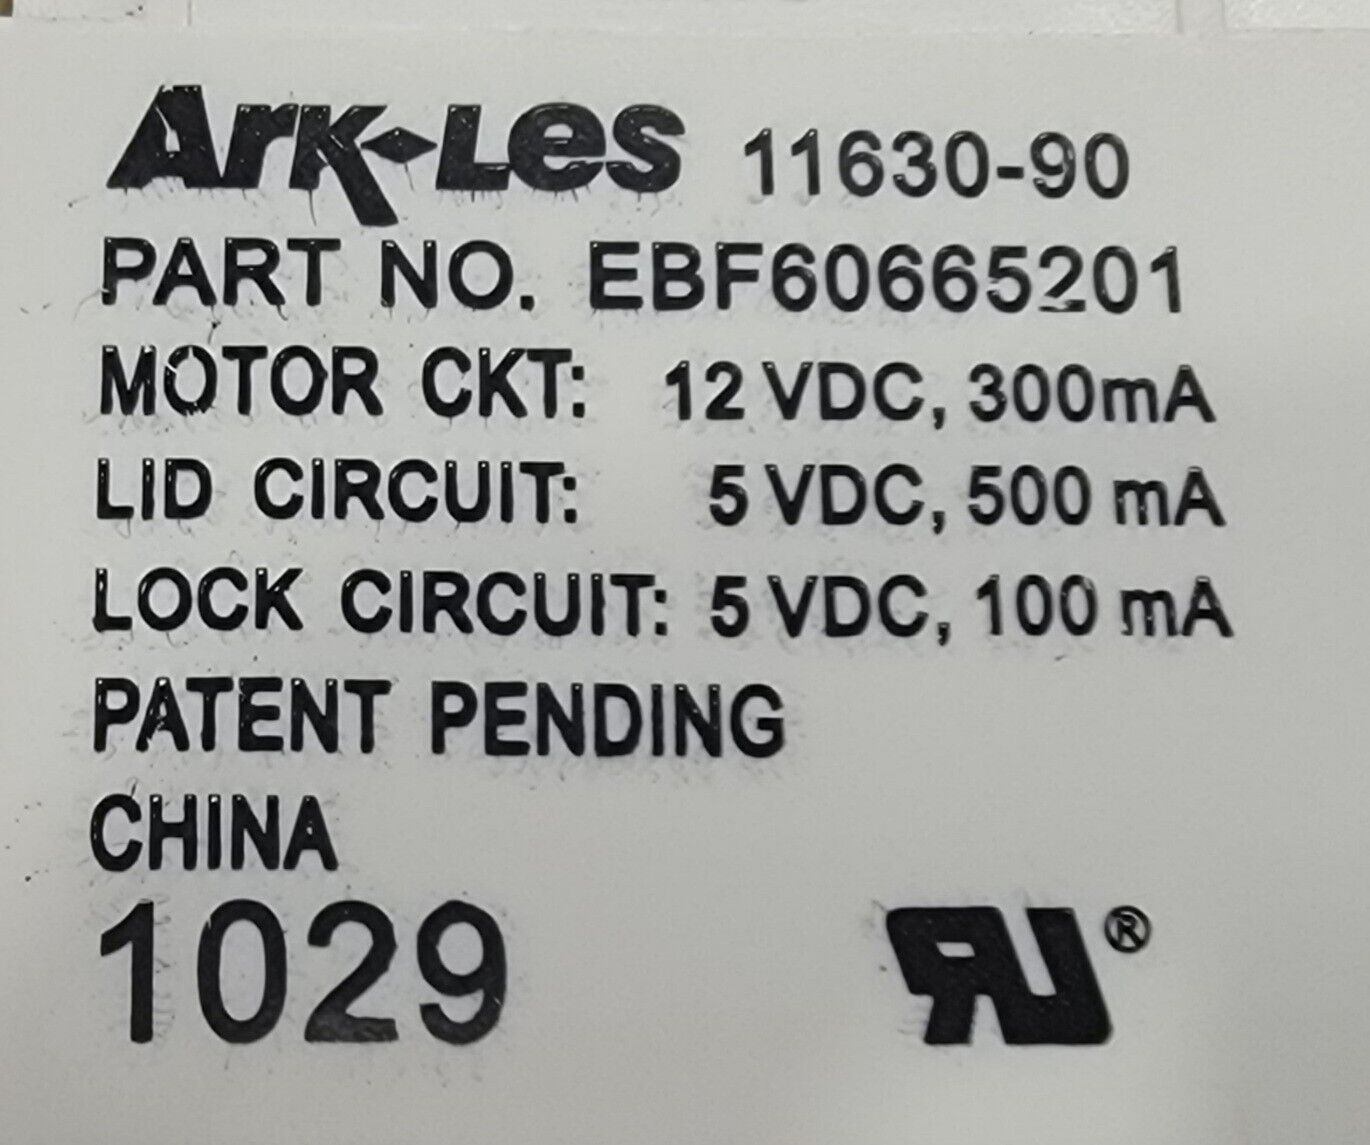 Ark-Les 11630-90
PART NO. EBF60665201
MOTOR CKT: 12 VDC, 300mA
LID CIRCUIT: 5 VDC, 500 mA
LOCK CIRCUIT: 5 VDC, 100 mA
PATENT PENDING
CHINA
1029
RU®